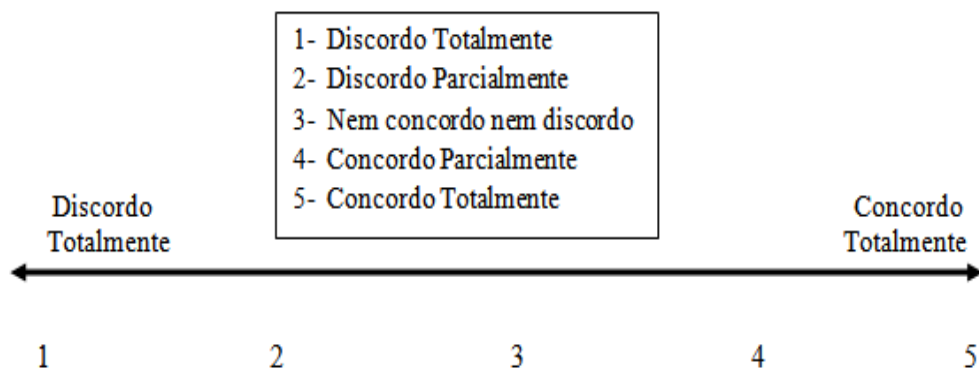 1- Discordo Totalmente
2- Discordo Parcialmente
3- Nem concordo nem discordo
4- Concordo Parcialmente
5- Concordo Totalmente
Discordo
Totalmente
Concordo
Totalmente
1 2 3 4 5